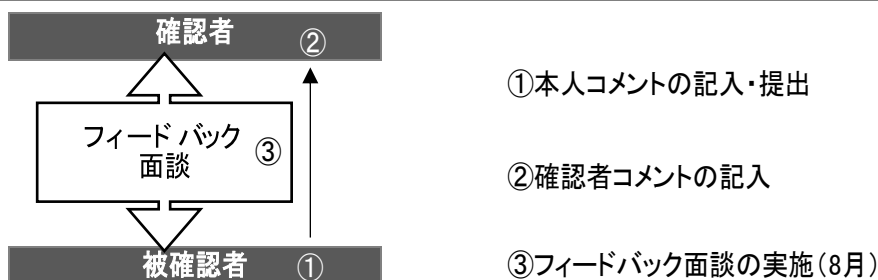 確認者 ②
フィードバック
面談 ③
被確認者 ①
①本人コメントの記入・提出
②確認者コメントの記入
③フィードバック面談の実施(8月)